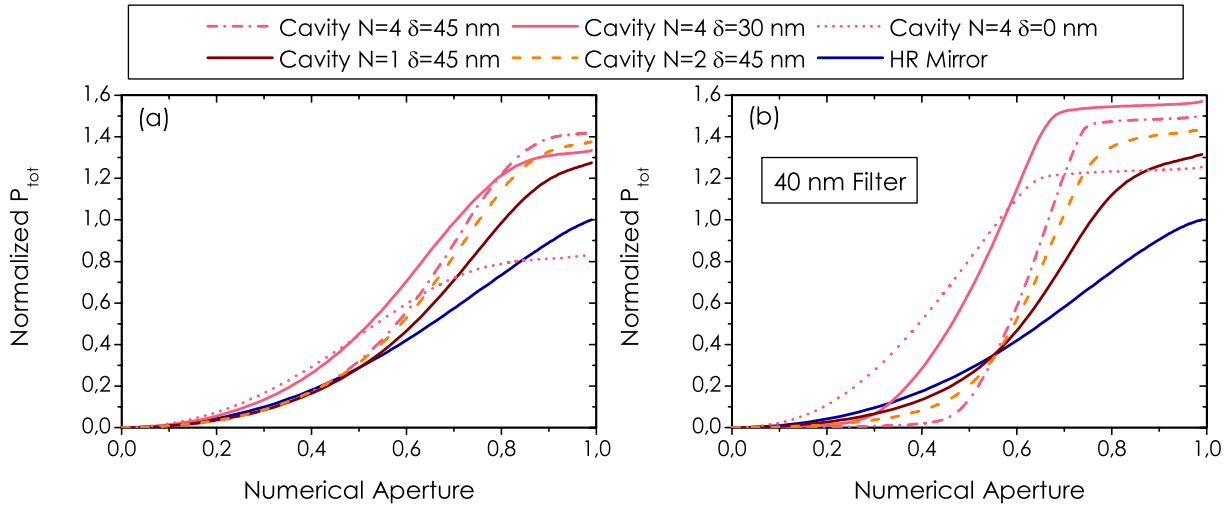 Cavity N=4 δ=45 nm Cavity N=4 δ=30 nm Cavity N=4 δ=0 nm
Cavity N=1 δ=45 nm Cavity N=2 δ=45 nm HR Mirror
(a)
1,6
1,4
1,2
1,0
0,8
0,6
0,4
0,2
0,0
Normalized P_tot
0,0 0,2 0,4 0,6 0,8 1,0
Numerical Aperture
(b)
40 nm Filter
1,6
1,4
1,2
1,0
0,8
0,6
0,4
0,2
0,0
Normalized P_tot
0,0 0,2 0,4 0,6 0,8 1,0
Numerical Aperture